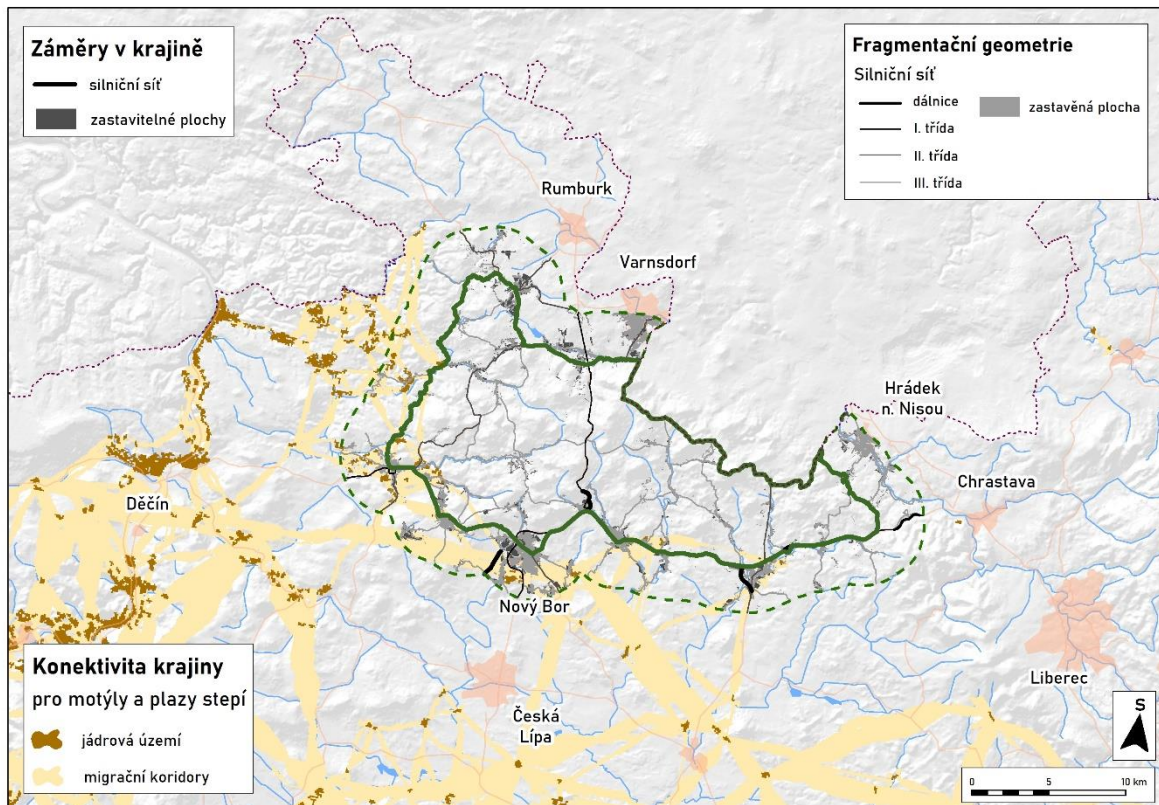 Záměry v krajině
silniční síť
zastavitelné plochy
Fragmentační geometrie
Silniční síť
dálnice
zastavěná plocha
I. třída
II. třída
III. třída
Rumburk
Varnsdorf
Hrádek
n. Nisou
Chrastava
Děčín
Nový Bor
Liberec
Česká
Lípa
Konektivita krajiny
pro motýly a plazy stepí
jádrová území
migrační koridory
S
0 5 10 km